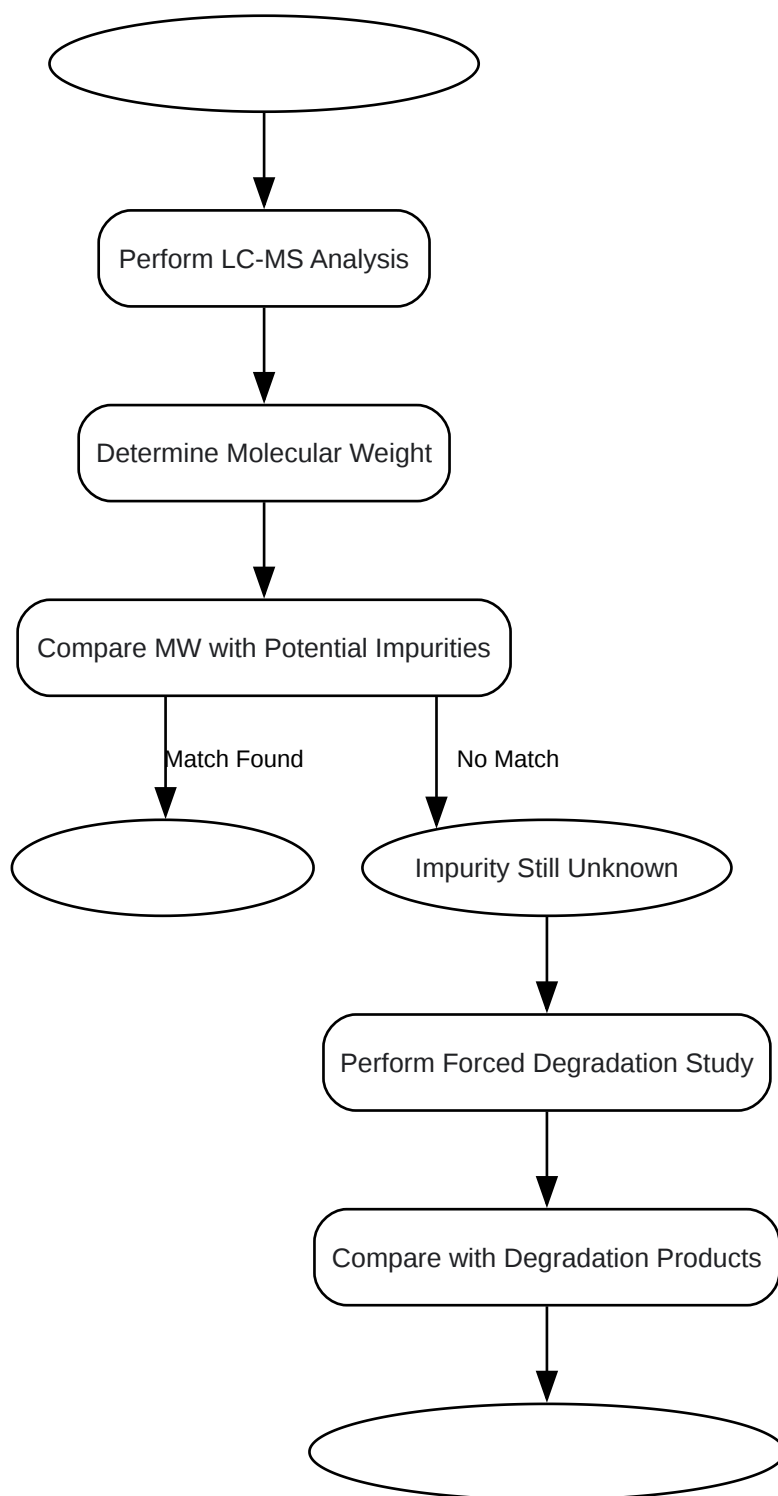 Perform LC-MS Analysis
Determine Molecular Weight
Compare MW with Potential Impurities
Match Found
No Match
Impurity Still Unknown
Perform Forced Degradation Study
Compare with Degradation Products